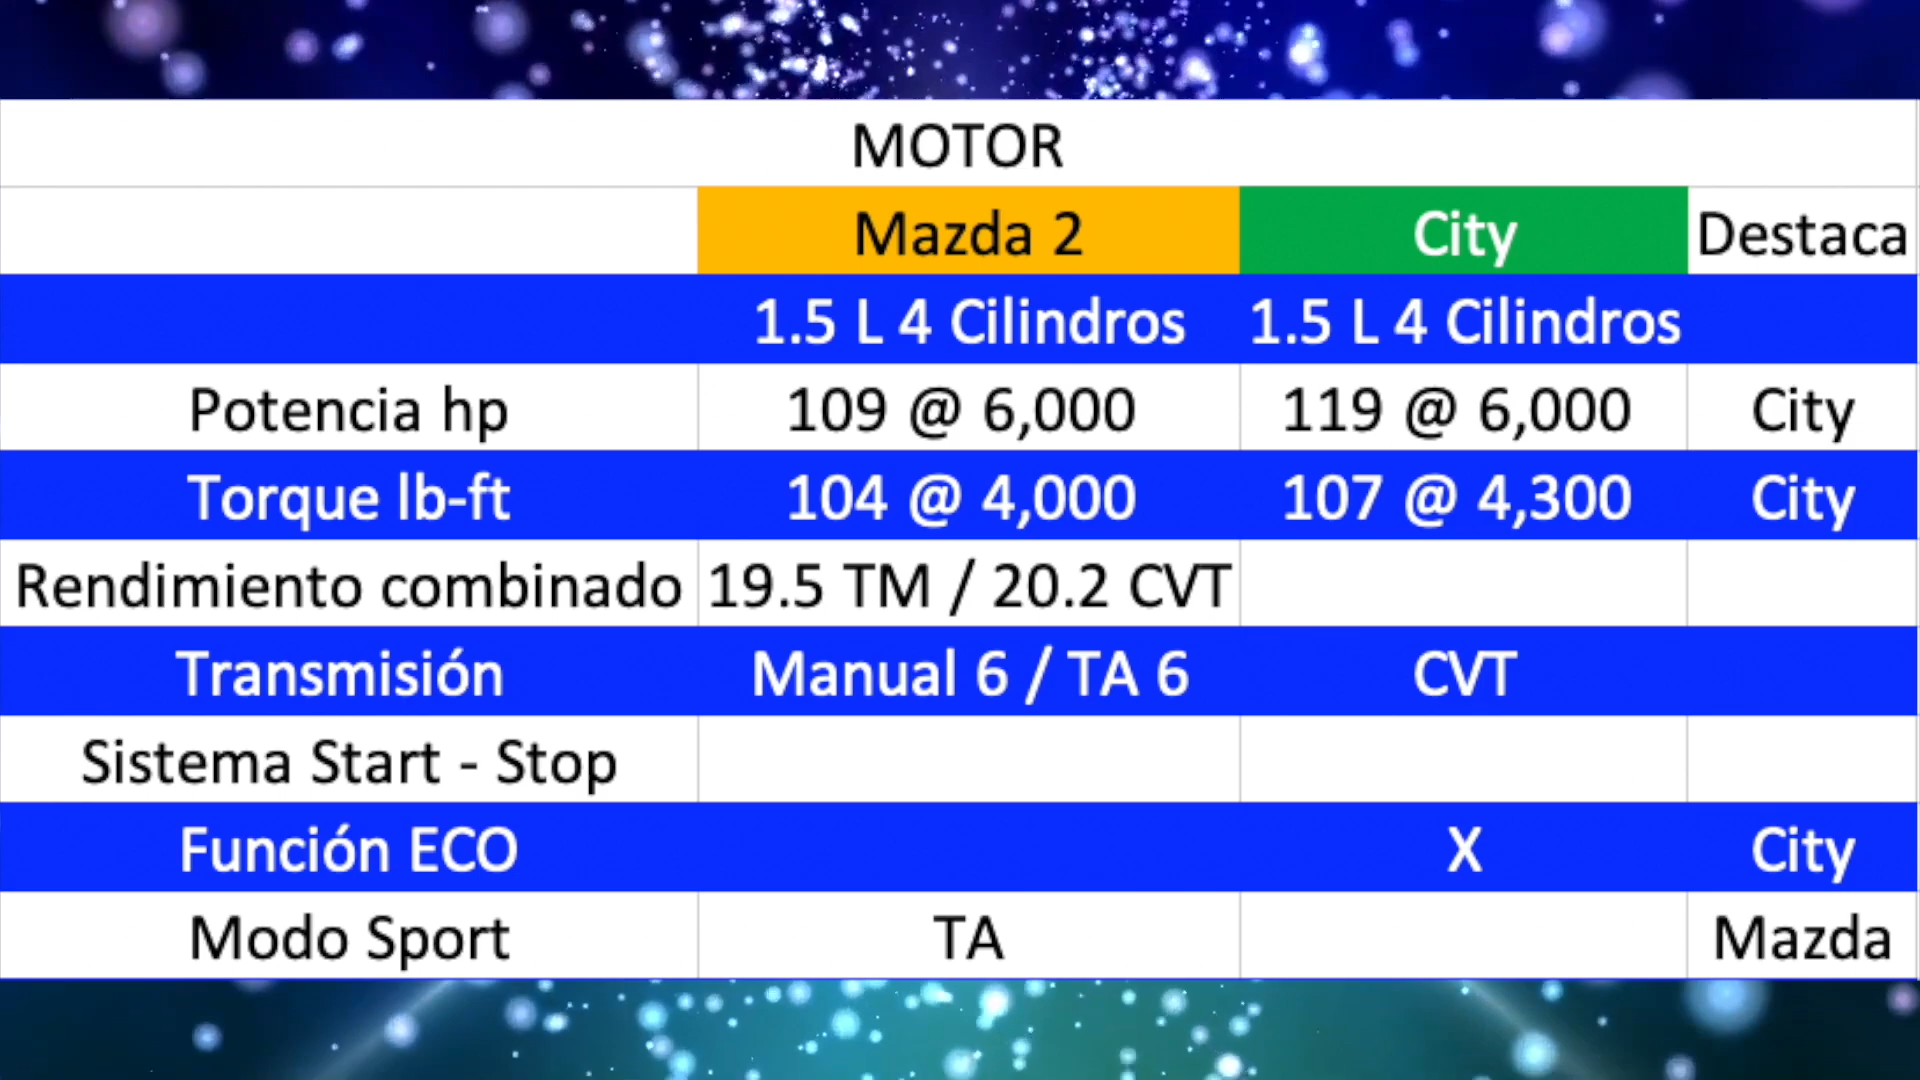 MOTOR
Mazda 2 City Destaca
1.5 L 4 Cilindros 1.5 L 4 Cilindros
Potencia hp 109 @ 6,000 119 @ 6,000 City
Torque lb-ft 104 @ 4,000 107 @ 4,300 City
Rendimiento combinado 19.5 TM / 20.2 CVT
Transmisión Manual 6 / TA 6 CVT
Sistema Start - Stop
Función ECO X City
Modo Sport TA Mazda